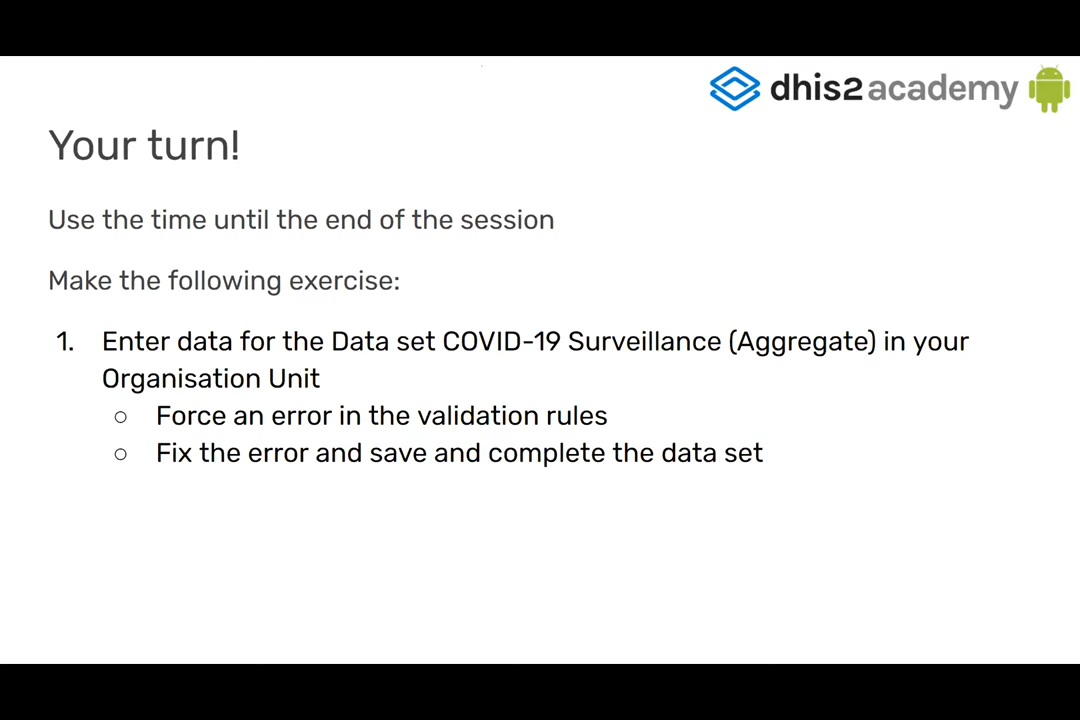 dhis2academy
Your turn!
Use the time until the end of the session
Make the following exercise:
1. Enter data for the Data set COVID-19 Surveillance (Aggregate) in your
Organisation Unit
○ Force an error in the validation rules
○ Fix the error and save and complete the data set